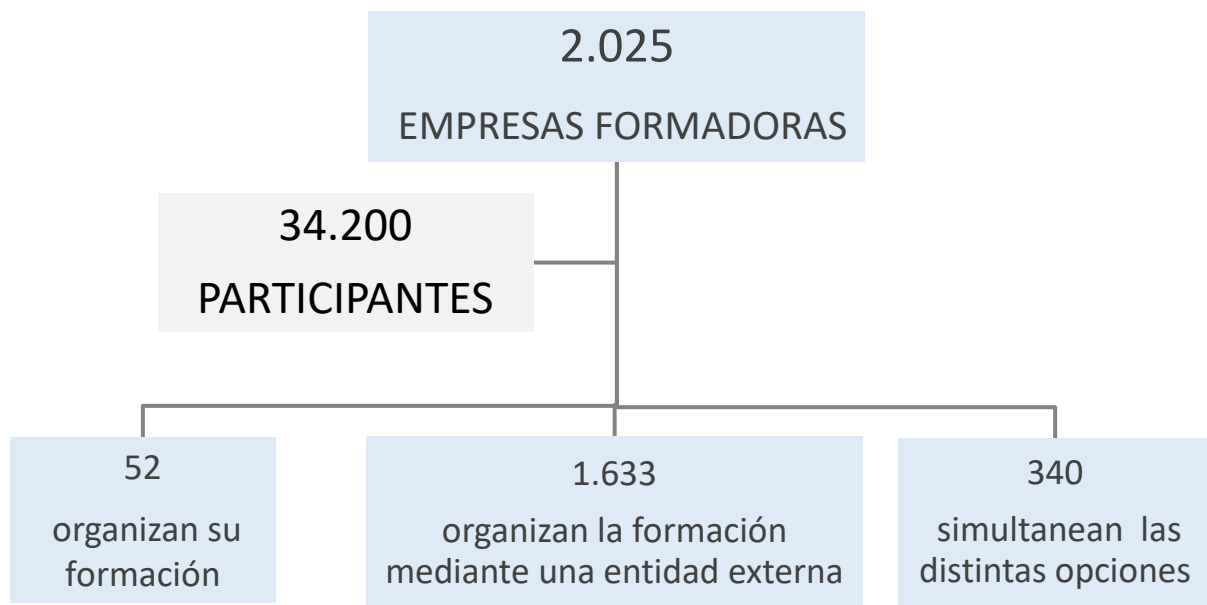 2.025
EMPRESAS FORMADORAS
34.200
PARTICIPANTES
52
organizan su
formación
1.633
organizan la formación
mediante una entidad externa
340
simultanean las
distintas opciones